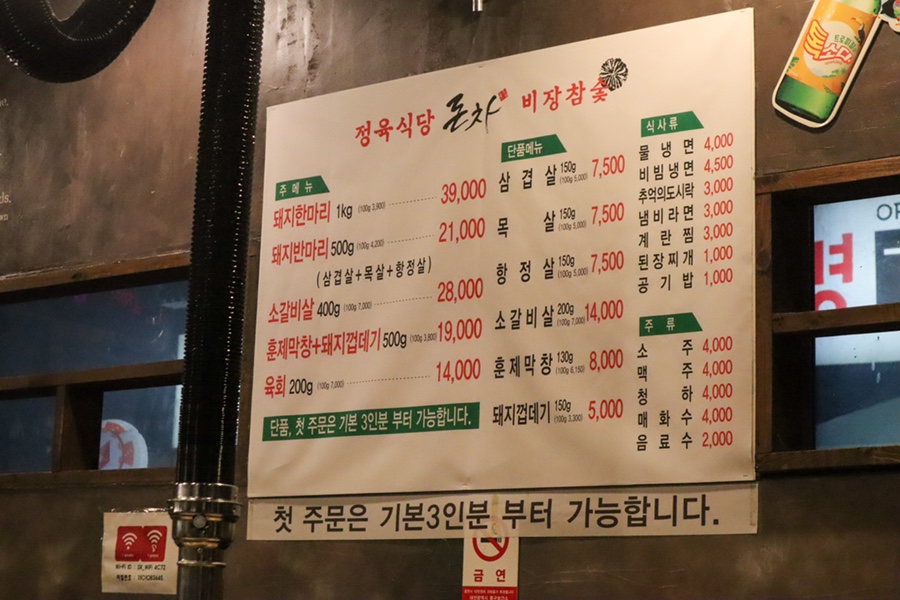 정육식당 돈차 비장참숯
주메뉴
돼지한마리 1kg (100g 3,900) 39,000
돼지반마리 500g (100g 4,200) 21,000
(삼겹살+목살+항정살)
소갈비살 400g (100g 7,000) 28,000
훈제막창+돼지껍데기 500g (100g 3,800) 19,000
육회 200g (100g 7,000) 14,000
단품, 첫 주문은 기본 3인분 부터 가능합니다.
단품메뉴
삼겹살 150g (100g 5,000) 7,500
목살 150g (100g 5,000) 7,500
항정살 150g (100g 5,000) 7,500
소갈비살 200g (100g 7,000) 14,000
훈제막창 130g (100g 6,150) 8,000
돼지껍데기 150g (100g 3,300) 5,000
식사류
물냉면 4,000
비빔냉면 4,500
추억의도시락 3,000
냄비라면 3,000
계란찜 3,000
된장찌개 1,000
공기밥 1,000
주류
소주 4,000
맥주 4,000
청하 4,000
매화수 4,000
음료수 2,000
첫 주문은 기본3인분 부터 가능합니다.
금연
톡소다
OP